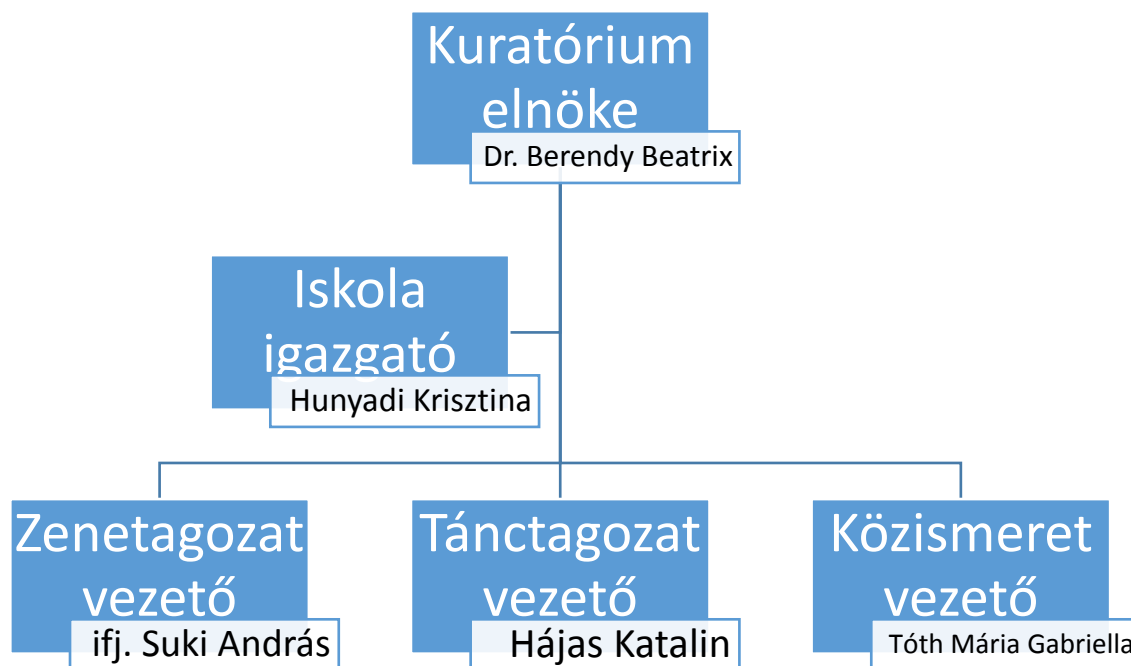 Kuratórium
elnöke
Dr. Berendy Beatrix
Iskola
igazgató
Hunyadi Krisztina
Zenetagozat
vezető
ifj. Suki András
Tánctagozat
vezető
Hájas Katalin
Közismeret
vezető
Tóth Mária Gabriella